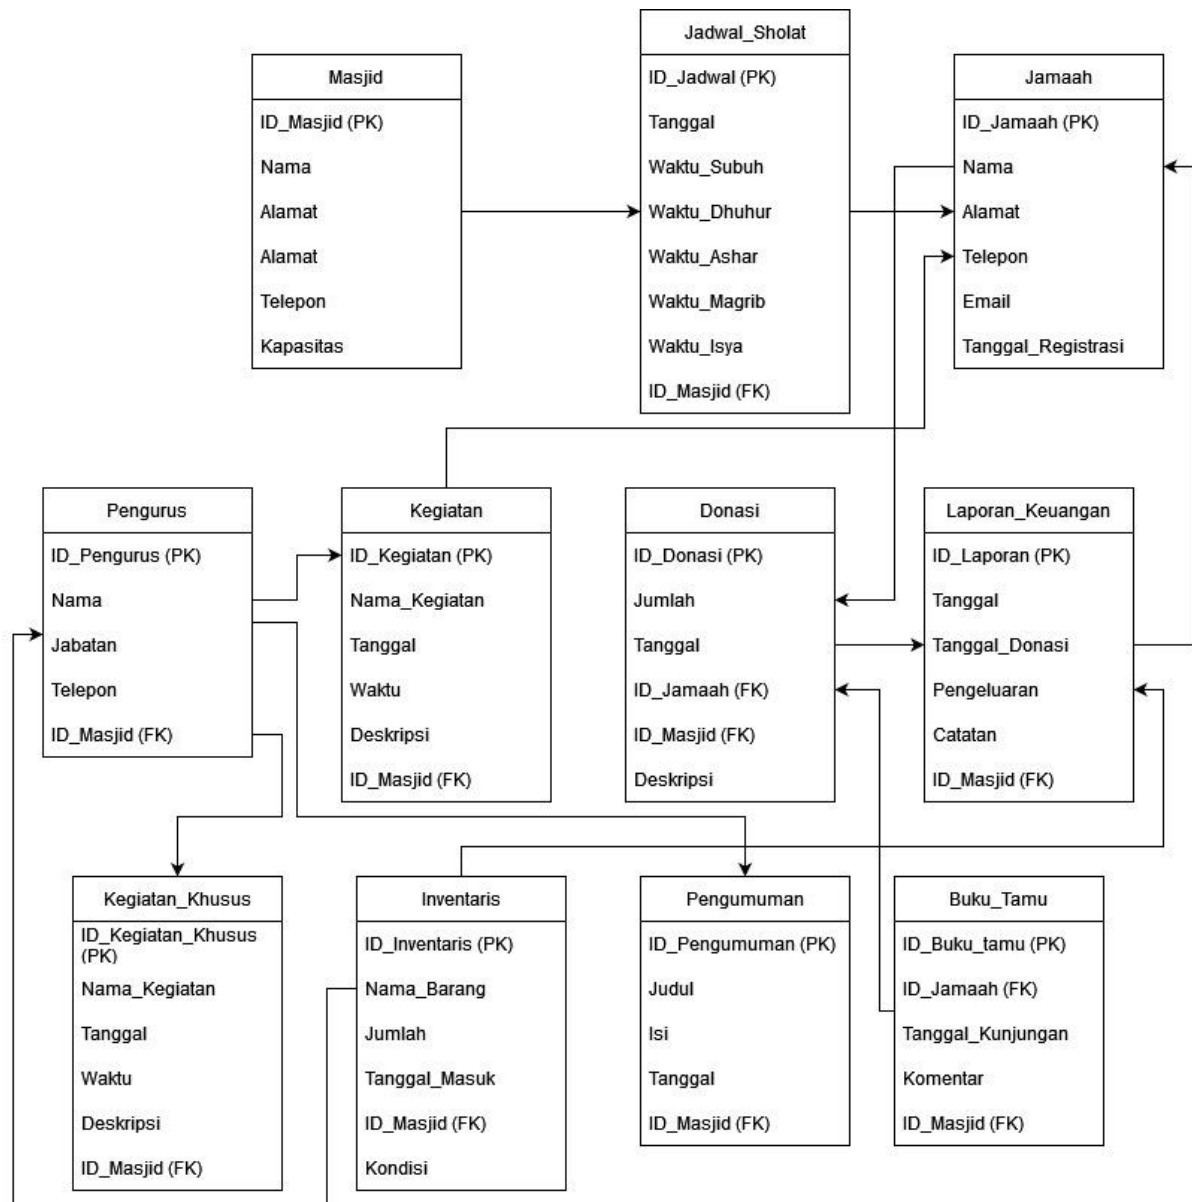 Masjid
ID_Masjid (PK)
Nama
Alamat
Alamat
Telepon
Kapasitas
Jadwal_Sholat
ID_Jadwal (PK)
Tanggal
Waktu_Subuh
Waktu_Dhuhur
Waktu_Ashar
Waktu_Magrib
Waktu_Isya
ID_Masjid (FK)
Jamaah
ID_Jamaah (PK)
Nama
Alamat
Telepon
Email
Tanggal_Registrasi
Pengurus
ID_Pengurus (PK)
Nama
Jabatan
Telepon
ID_Masjid (FK)
Kegiatan
ID_Kegiatan (PK)
Nama_Kegiatan
Tanggal
Waktu
Deskripsi
ID_Masjid (FK)
Donasi
ID_Donasi (PK)
Jumlah
Tanggal
ID_Jamaah (FK)
ID_Masjid (FK)
Deskripsi
Laporan_Keuangan
ID_Laporan (PK)
Tanggal
Tanggal_Donasi
Pengeluaran
Catatan
ID_Masjid (FK)
Kegiatan_Khusus
ID_Kegiatan_Khusus
(PK)
Nama_Kegiatan
Tanggal
Waktu
Deskripsi
ID_Masjid (FK)
Inventaris
ID_Inventaris (PK)
Nama_Barang
Jumlah
Tanggal_Masuk
ID_Masjid (FK)
Kondisi
Pengumuman
ID_Pengumuman (PK)
Judul
Isi
Tanggal
ID_Masjid (FK)
Buku_Tamu
ID_Buku_tamu (PK)
ID_Jamaah (FK)
Tanggal_Kunjungan
Komentar
ID_Masjid (FK)